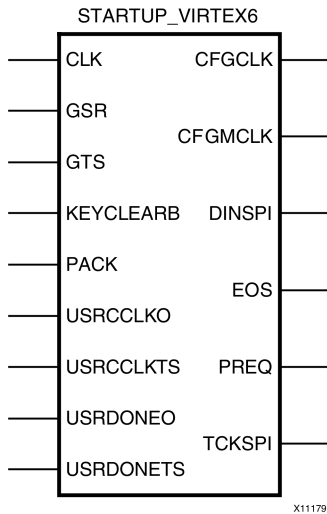 STARTUP_VIRTEX6
CLK
CFGCLK
GSR
CFGMCLK
GTS
KEYCLEARB
DINSPI
PACK
EOS
USRCCLKO
USRCCLKTS
PREQ
USRDONEO
TCKSPI
USRDONETS
X11179